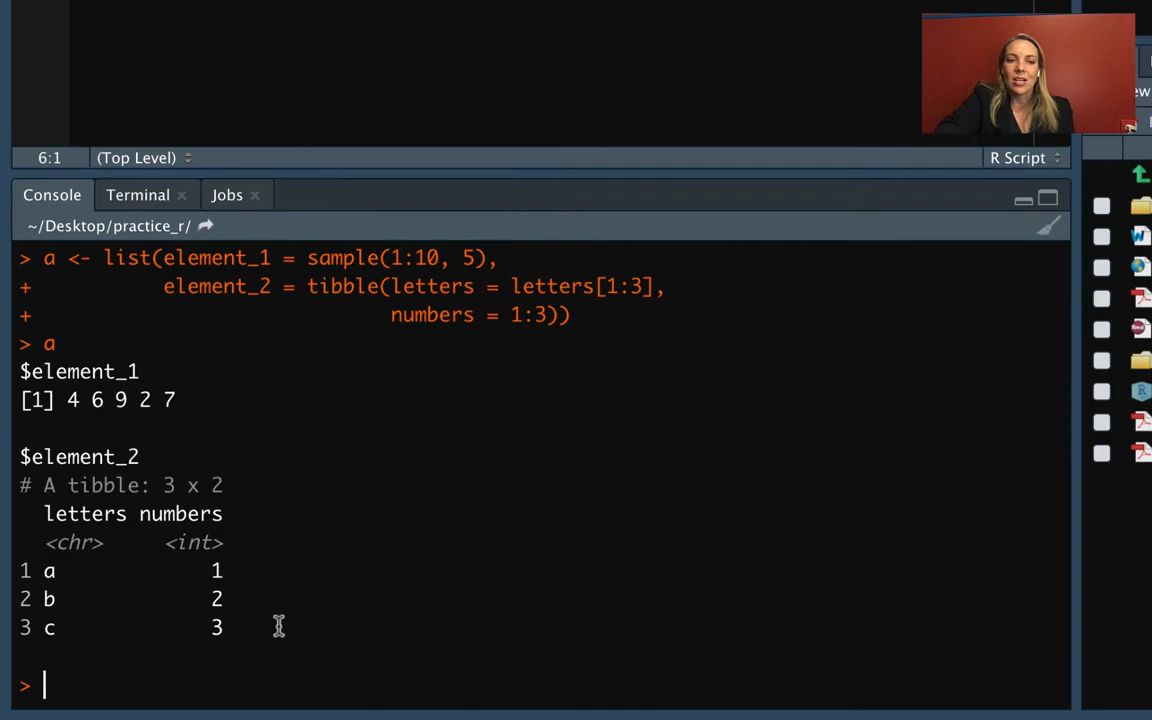 ew
6:1 (Top Level) R Script
Console Terminal Jobs
~/Desktop/practice_r/
> a <- list(element_1 = sample(1:10, 5),
+ element_2 = tibble(letters = letters[1:3],
+ numbers = 1:3))
> a
$element_1
[1] 4 6 9 2 7
$element_2
# A tibble: 3 x 2
letters numbers
<chr> <int>
1 a 1
2 b 2
3 c 3
>